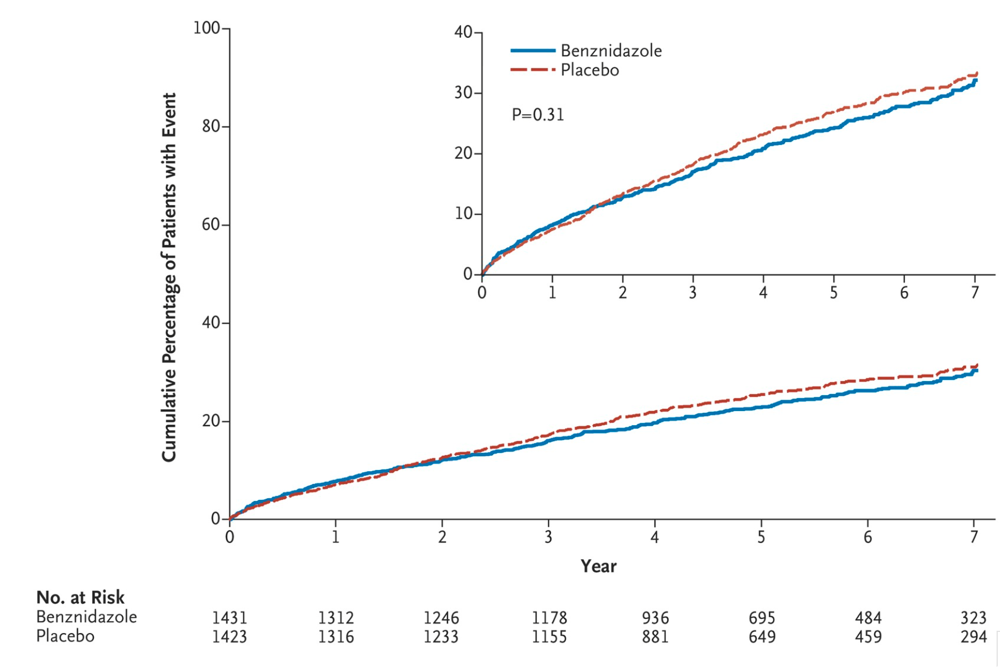 100
80
60
40
20
0
Cumulative Percentage of Patients with Event
40
30
20
10
0
Benznidazole
Placebo
P=0.31
0 1 2 3 4 5 6 7
0 1 2 3 4 5 6 7
Year
No. at Risk
Benznidazole 1431 1312 1246 1178 936 695 484 323
Placebo 1423 1316 1233 1155 881 649 459 294